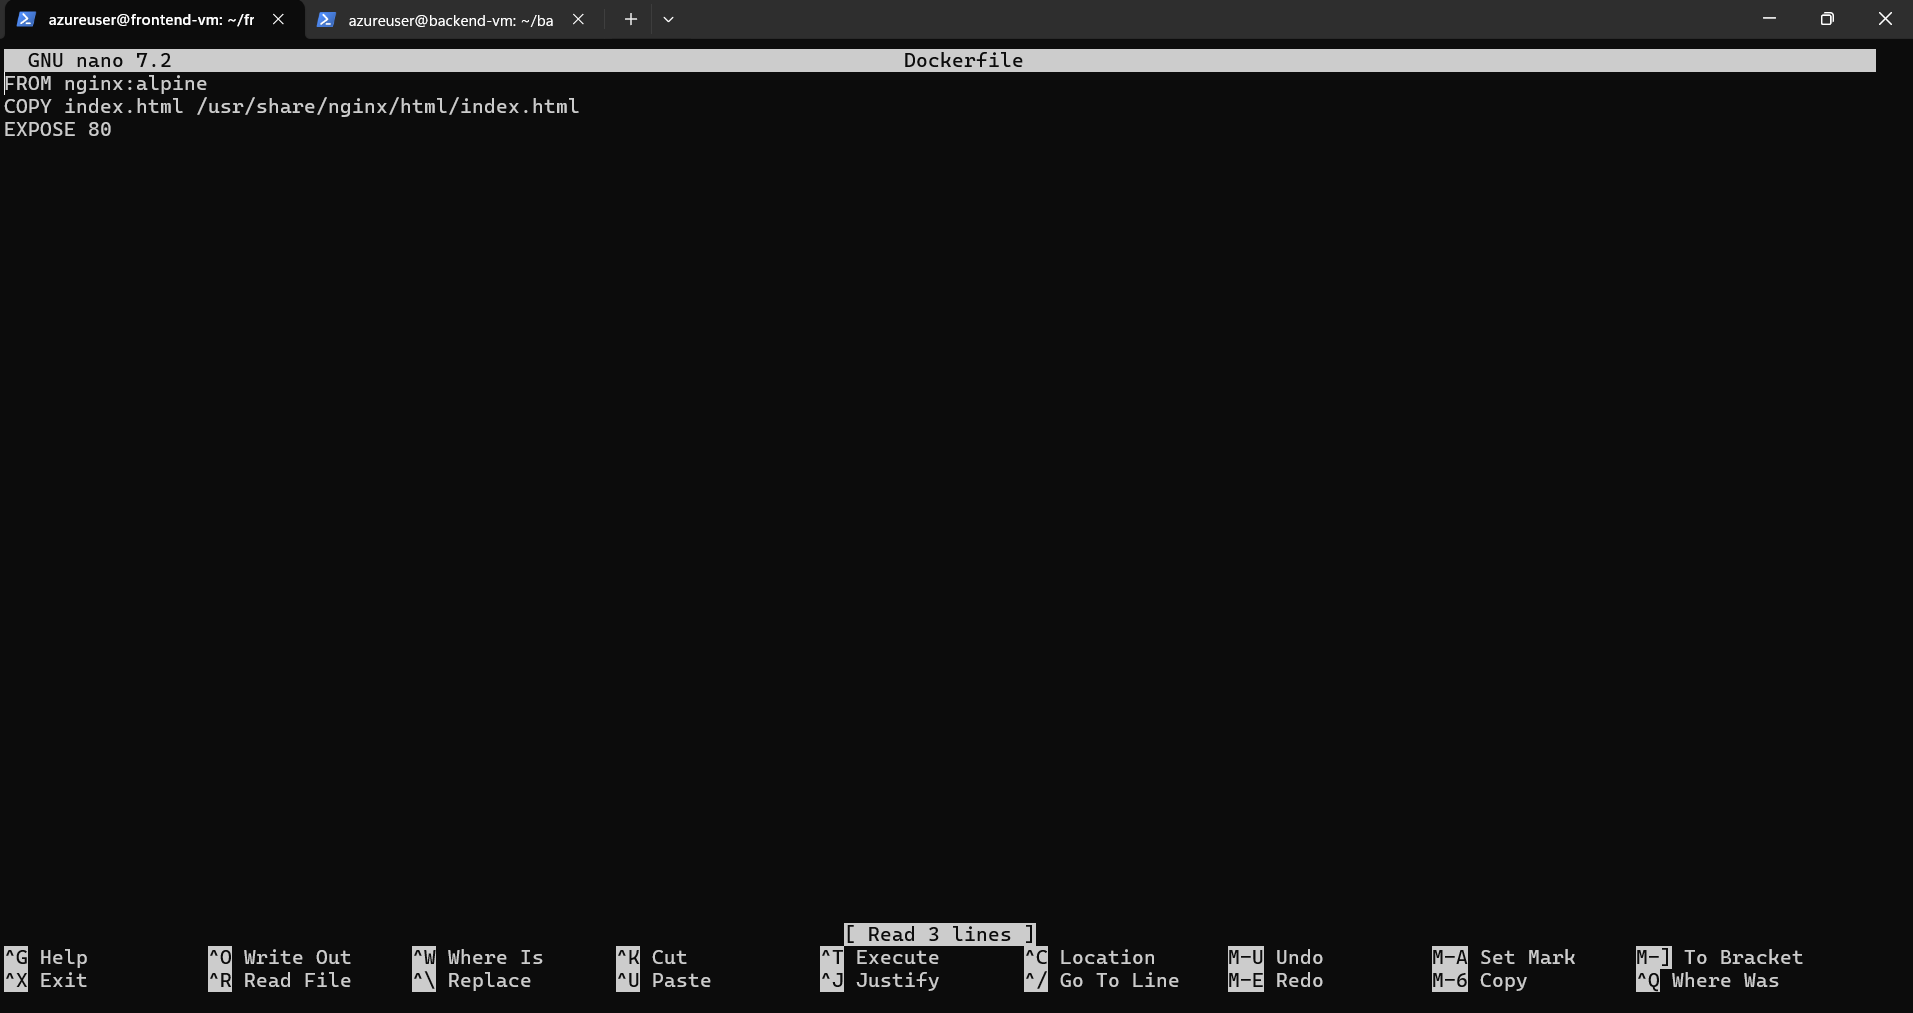 azureuser@frontend-vm: ~/fr
azureuser@backend-vm: ~/ba
GNU nano 7.2 Dockerfile
FROM nginx:alpine
COPY index.html /usr/share/nginx/html/index.html
EXPOSE 80
[ Read 3 lines ]
^G Help ^O Write Out ^W Where Is ^K Cut ^T Execute ^C Location M-U Undo M-A Set Mark M-] To Bracket
^X Exit ^R Read File ^\ Replace ^U Paste ^J Justify ^/ Go To Line M-E Redo M-6 Copy ^Q Where Was